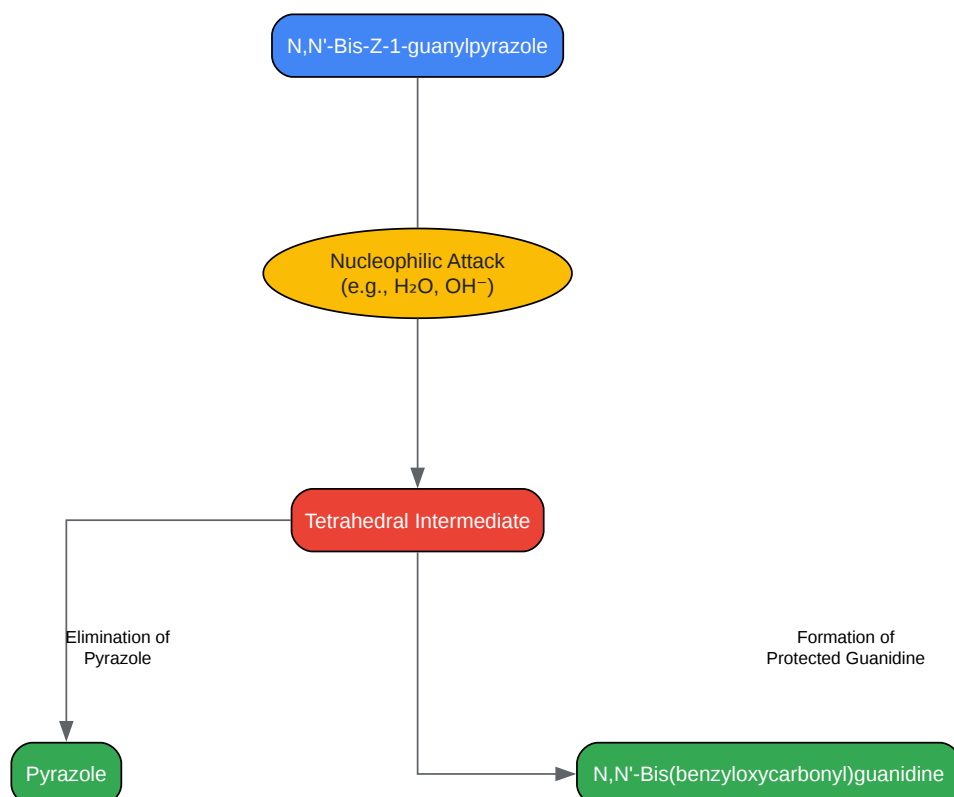 N,N'-Bis-Z-1-guanylpyrazole
Nucleophilic Attack
(e.g., H₂O, OH⁻)
Tetrahedral Intermediate
Elimination of
Pyrazole
Formation of
Protected Guanidine
Pyrazole
N,N'-Bis(benzyloxycarbonyl)guanidine